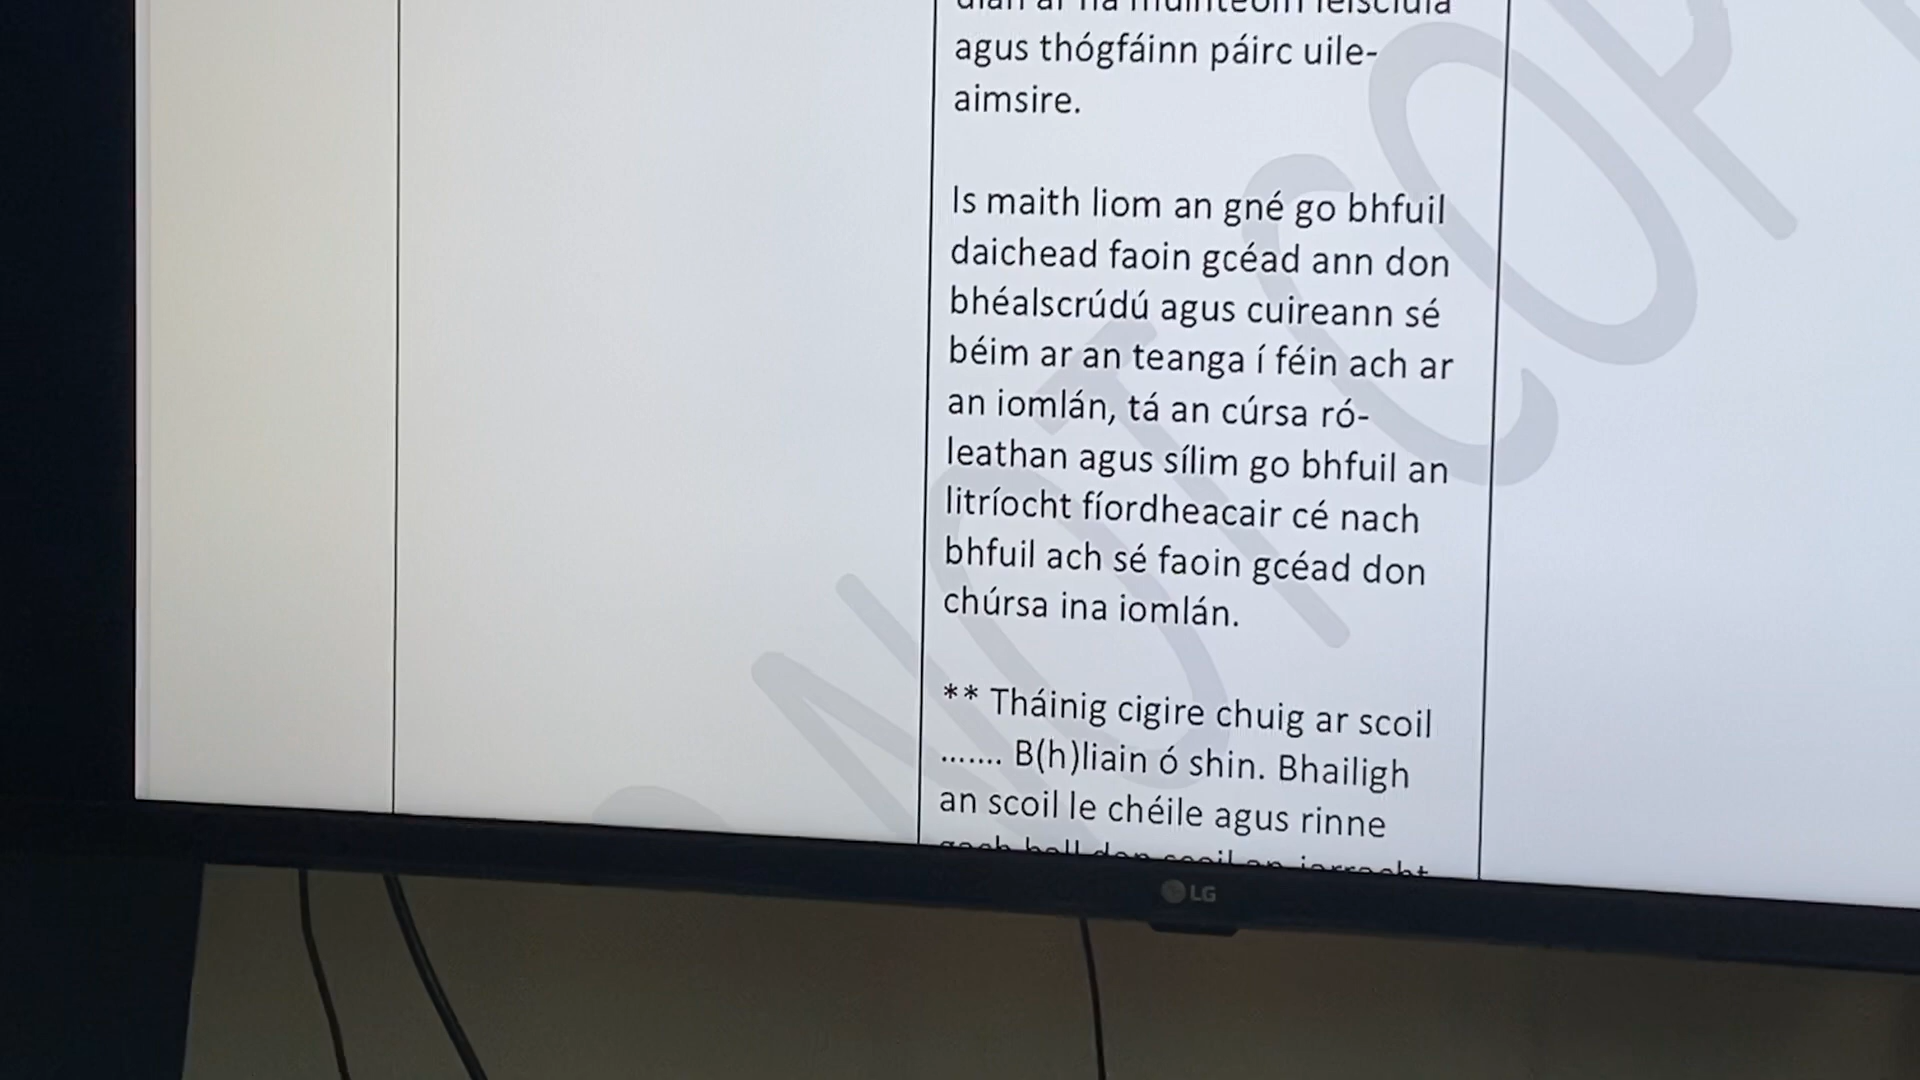 agus thógfáinn páirc uile-
aimsire.
Is maith liom an gné go bhfuil
daichead faoin gcéad ann don
bhéalscrúdú agus cuireann sé
béim ar an teanga í féin ach ar
an iomlán, tá an cúrsa ró-
leathan agus sílim go bhfuil an
litríocht fíordheacair cé nach
bhfuil ach sé faoin gcéad don
chúrsa ina iomlán.
** Tháinig cigire chuig ar scoil
....... B(h)liain ó shin. Bhailigh
an scoil le chéile agus rinne
NOT COP
LG